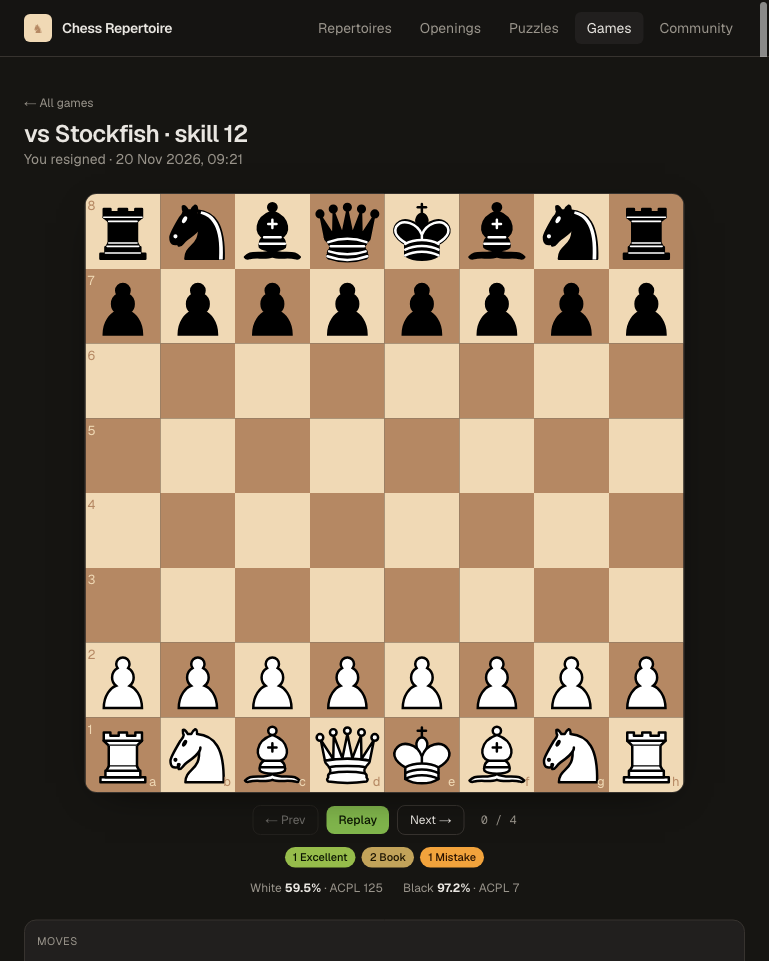 Chess Repertoire
Repertoires
Openings
Puzzles
Games
Community
← All games
vs Stockfish · skill 12
You resigned · 20 Nov 2026, 09:21
8
7
6
5
4
3
2
1
a
b
c
d
e
f
g
h
← Prev
Replay
Next →
0 / 4
1 Excellent
2 Book
1 Mistake
White 59.5% · ACPL 125
Black 97.2% · ACPL 7
MOVES